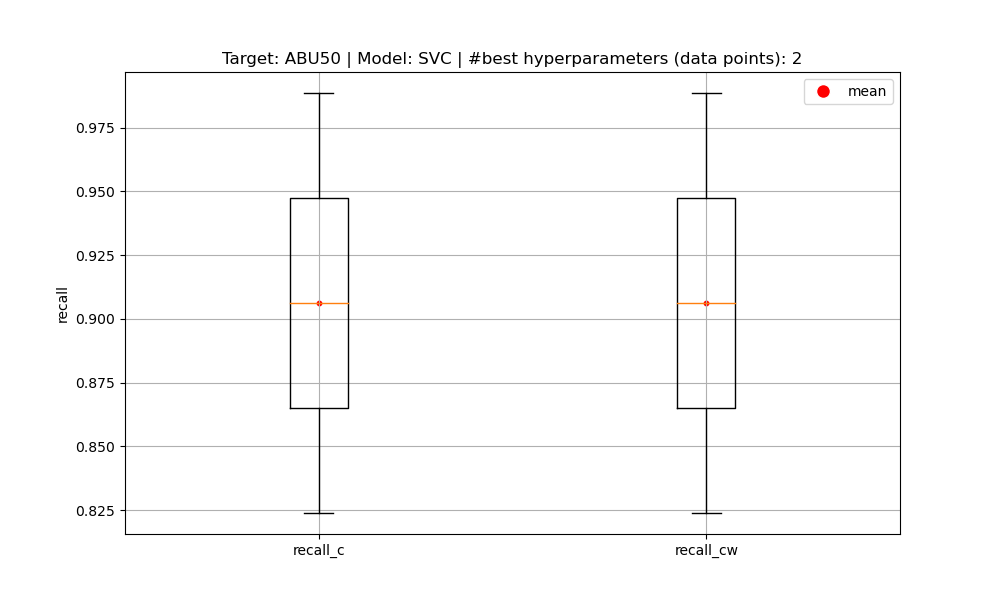 Target: ABU50 | Model: SVC | #best hyperparameters (data points): 2
mean
0.975
0.950
0.925
0.900
0.875
0.850
0.825
recall
recall_c
recall_cw